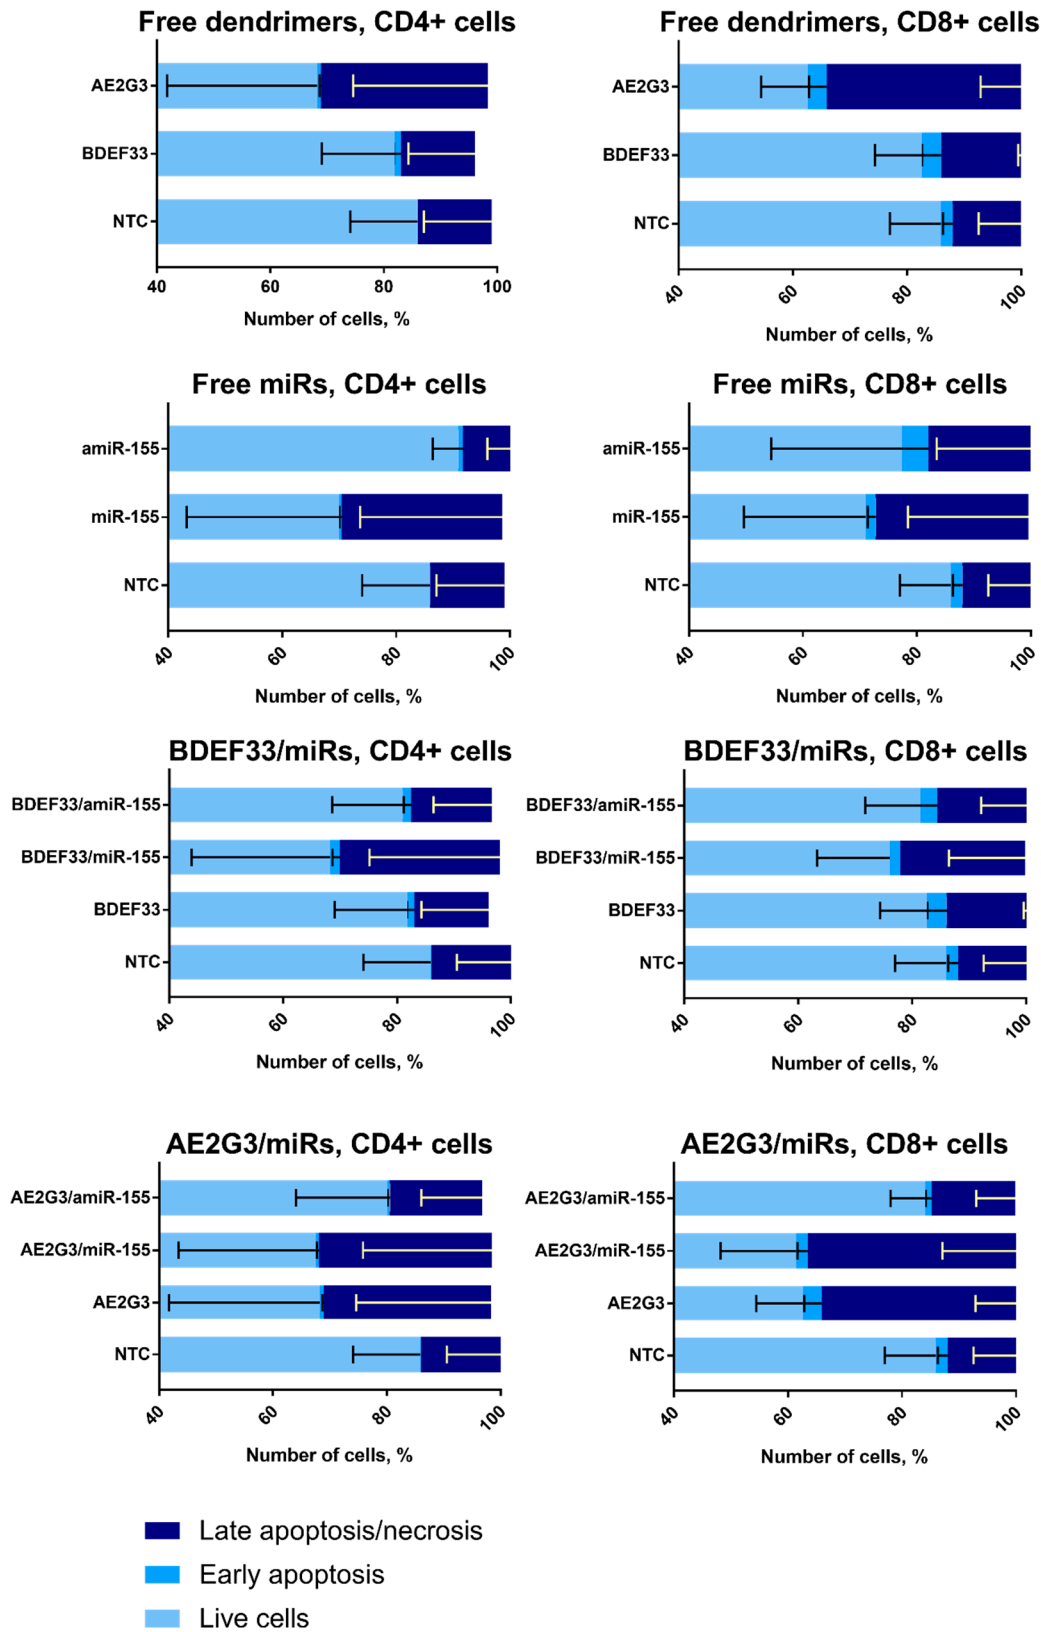 Free dendrimers, CD4+ cells
AE2G3
BDEF33
NTC
40 60 80 100
Number of cells, %
Free dendrimers, CD8+ cells
AE2G3
BDEF33
NTC
40 60 80 100
Number of cells, %
Free miRs, CD4+ cells
amiR-155
miR-155
NTC
40 60 80 100
Number of cells, %
Free miRs, CD8+ cells
amiR-155
miR-155
NTC
40 60 80 100
Number of cells, %
BDEF33/miRs, CD4+ cells
BDEF33/amiR-155
BDEF33/miR-155
BDEF33
NTC
40 60 80 100
Number of cells, %
BDEF33/miRs, CD8+ cells
BDEF33/amiR-155
BDEF33/miR-155
BDEF33
NTC
40 60 80 100
Number of cells, %
AE2G3/miRs, CD4+ cells
AE2G3/amiR-155
AE2G3/miR-155
AE2G3
NTC
40 60 80 100
Number of cells, %
AE2G3/miRs, CD8+ cells
AE2G3/amiR-155
AE2G3/miR-155
AE2G3
NTC
40 60 80 100
Number of cells, %
Late apoptosis/necrosis
Early apoptosis
Live cells